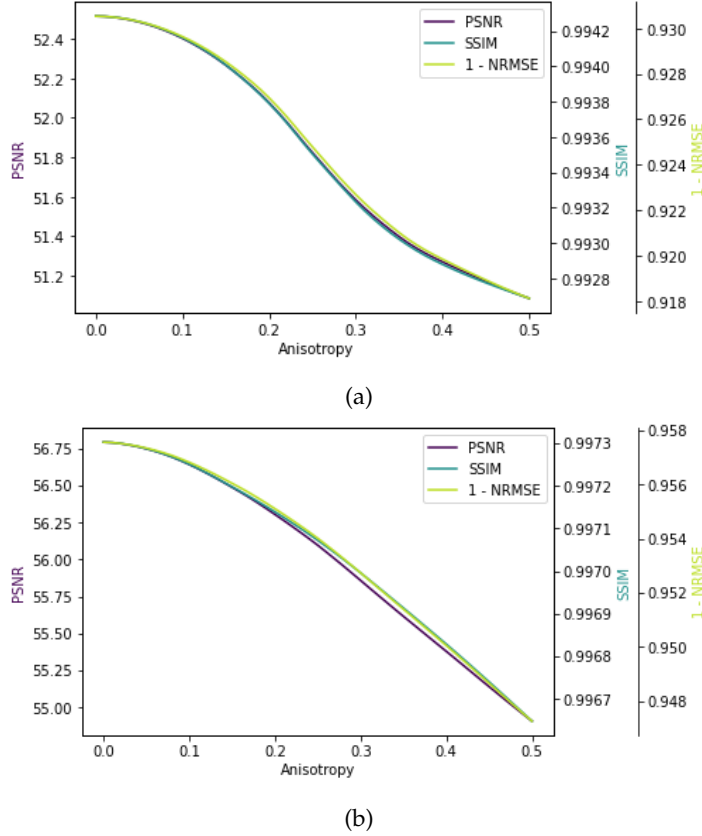 PSNR
SSIM
1 - NRMSE
52.4
52.2
52.0
51.8
51.6
51.4
51.2
PSNR
0.0 0.1 0.2 0.3 0.4 0.5
Anisotropy
0.9942
0.9940
0.9938
0.9936
0.9934
0.9932
0.9930
0.9928
SSIM
0.930
0.928
0.926
0.924
0.922
0.920
0.918
1 - NRMSE
(a)
PSNR
SSIM
1 - NRMSE
56.75
56.50
56.25
56.00
55.75
55.50
55.25
55.00
PSNR
0.0 0.1 0.2 0.3 0.4 0.5
Anisotropy
0.9973
0.9972
0.9971
0.9970
0.9969
0.9968
0.9967
SSIM
0.958
0.956
0.954
0.952
0.950
0.948
1 - NRMSE
(b)